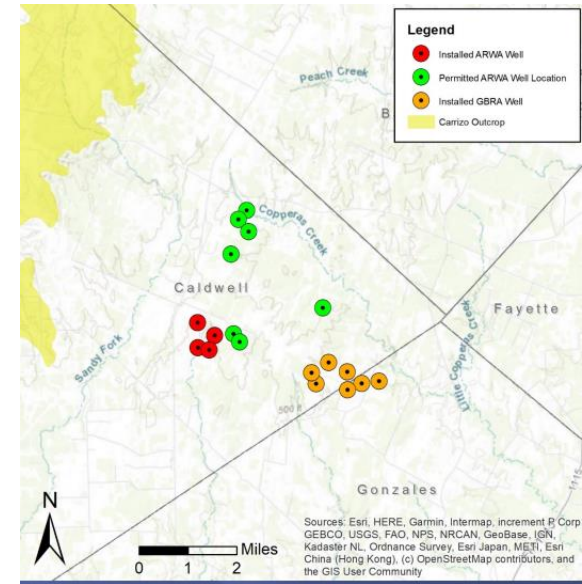 Legend
Installed ARWA Well
Permitted ARWA Well Location
Installed GBRA Well
Carrizo Outcrop
Peach Creek
B
Copperas Creek
Caldwell
Fayette
Sandy Fork
Little Copperas Creek
500 ft
Gonzales
1115
N
0 1 2 Miles
Sources: Esri, HERE, Garmin, Intermap, increment P Corp
GEBCO, USGS, FAO, NPS, NRCAN, GeoBase, IGN,
Kadaster NL, Ordnance Survey, Esri Japan, METI, Esri
China (Hong Kong), (c) OpenStreetMap contributors, and
the GIS User Community